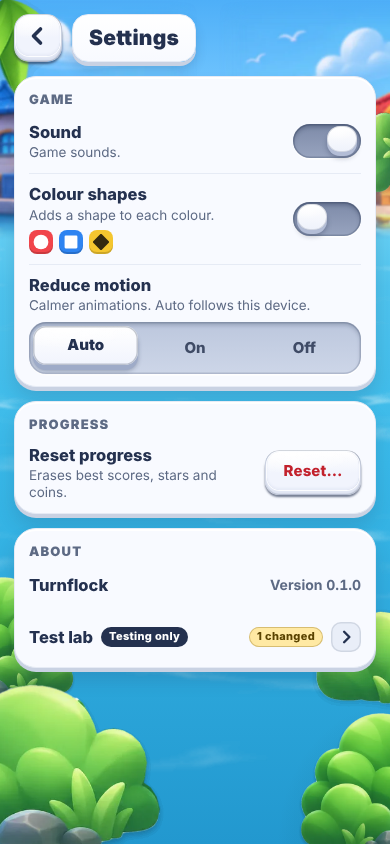 Settings
GAME
Sound
Game sounds.
Colour shapes
Adds a shape to each colour.
Reduce motion
Calmer animations. Auto follows this device.
Auto On Off
PROGRESS
Reset progress
Erases best scores, stars and
coins.
Reset...
ABOUT
Turnflock Version 0.1.0
Test lab Testing only 1 changed